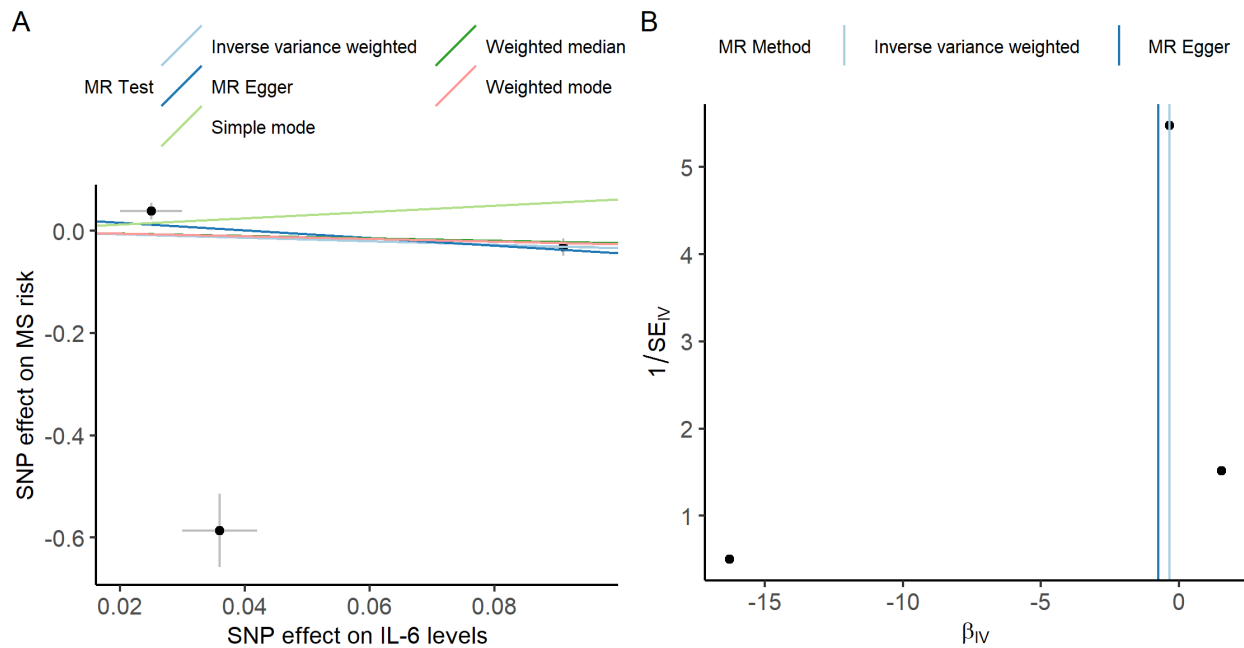 A
Inverse variance weighted
Weighted median
MR Test
MR Egger
Weighted mode
Simple mode
0.0
-0.2
-0.4
-0.6
SNP effect on MS risk
0.02
0.04
0.06
0.08
SNP effect on IL-6 levels
B
MR Method
Inverse variance weighted
MR Egger
5
4
3
2
1
1/SE_IV
-15
-10
-5
0
β_IV